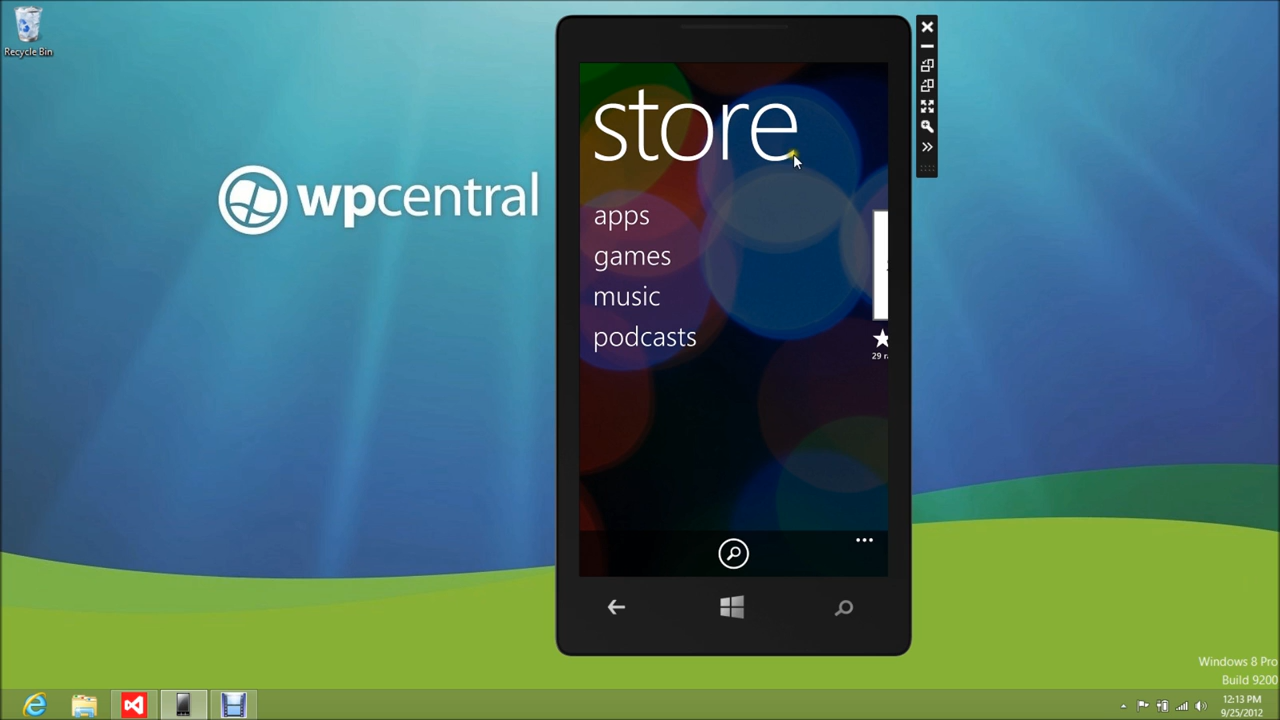 Recycle Bin
wpcentral
store
apps
games
music
podcasts
29 r
Windows 8 Pro
Build 9200
12:13 PM
9/25/2012